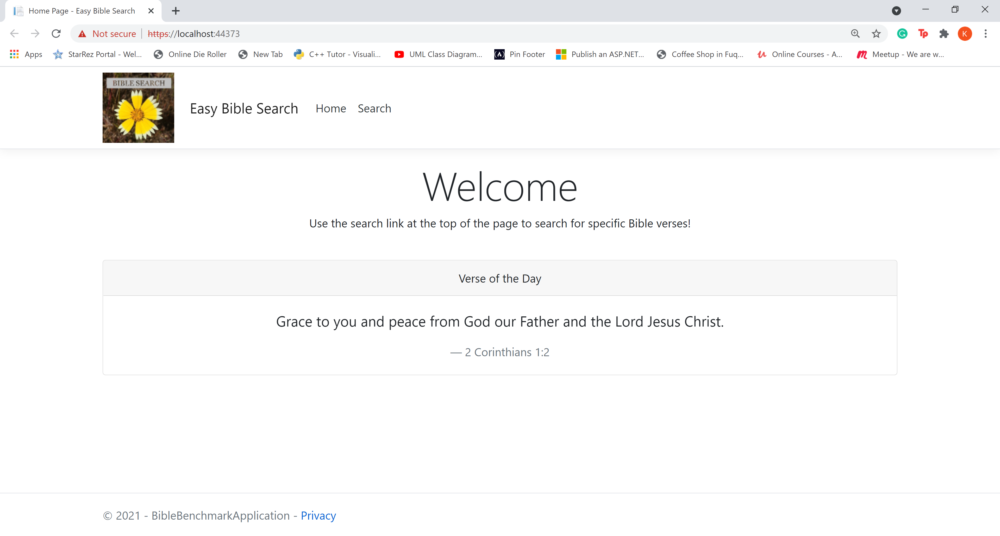 Home Page - Easy Bible Search
Not secure | https://localhost:44373
K
Apps StarRez Portal - Wel... Online Die Roller New Tab C++ Tutor - Visuali... UML Class Diagram... (A) Pin Footer Publish an ASP.NET... Coffee Shop in Fuq... Online Courses - A... Meetup - We are w...
BIBLE SEARCH
Easy Bible Search Home Search
Welcome
Use the search link at the top of the page to search for specific Bible verses!
Verse of the Day
Grace to you and peace from God our Father and the Lord Jesus Christ.
— 2 Corinthians 1:2
© 2021 - BibleBenchmarkApplication - Privacy